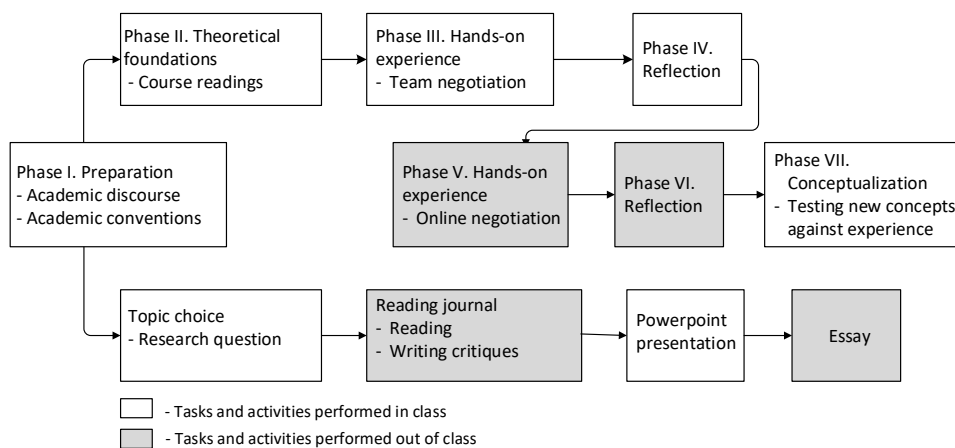 Phase II. Theoretical
foundations
- Course readings
Phase III. Hands-on
experience
- Team negotiation
Phase IV.
Reflection
Phase I. Preparation
- Academic discourse
- Academic conventions
Phase V. Hands-on
experience
- Online negotiation
Phase VI.
Reflection
Phase VII.
Conceptualization
- Testing new concepts
against experience
Topic choice
- Research question
Reading journal
- Reading
- Writing critiques
Powerpoint
presentation
Essay
- Tasks and activities performed in class
- Tasks and activities performed out of class